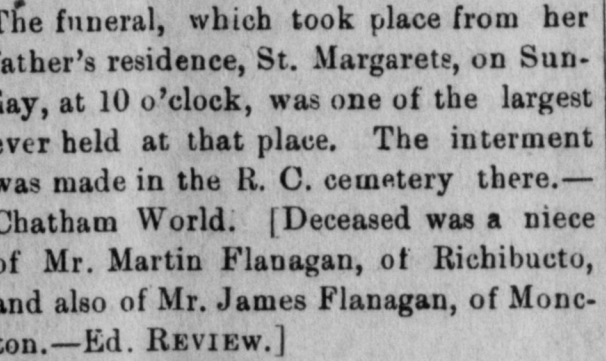 The funeral, which took place from her
father's residence, St. Margarets, on Sun-
day, at 10 o'clock, was one of the largest
ever held at that place. The interment
was made in the R. C. cemetery there.—
Chatham World. [Deceased was a niece
of Mr. Martin Flanagan, of Richibucto,
and also of Mr. James Flanagan, of Monc-
ton.—Ed. REVIEW.]